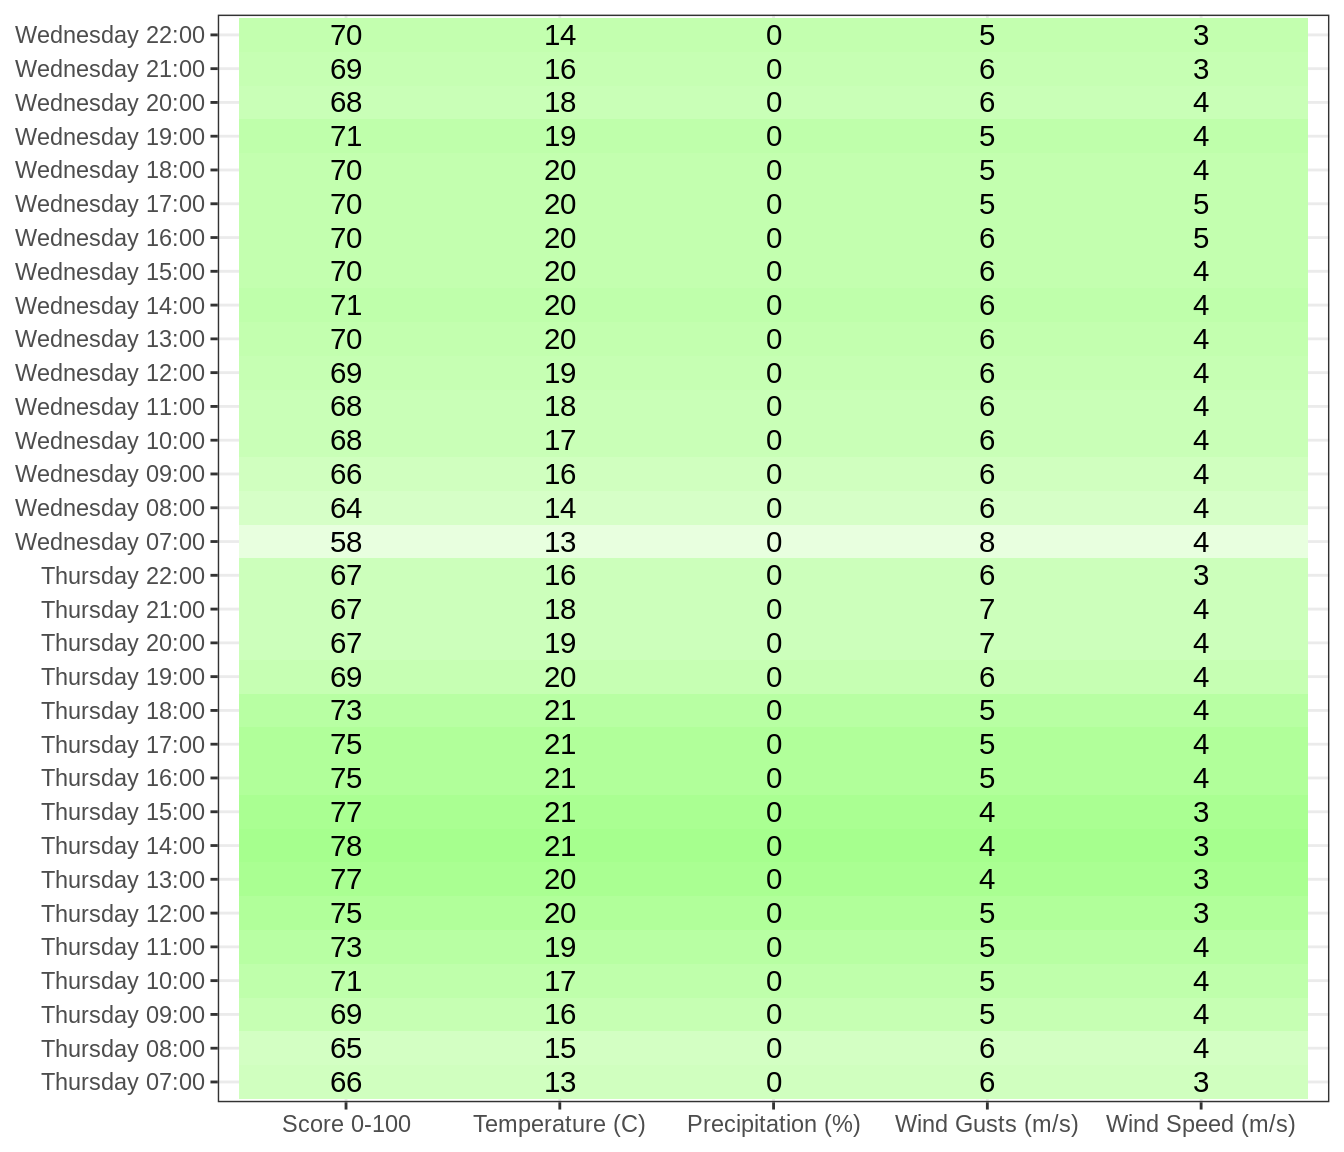 Wednesday 22:00 70 14 0 5 3
Wednesday 21:00 69 16 0 6 3
Wednesday 20:00 68 18 0 6 4
Wednesday 19:00 71 19 0 5 4
Wednesday 18:00 70 20 0 5 4
Wednesday 17:00 70 20 0 5 5
Wednesday 16:00 70 20 0 6 5
Wednesday 15:00 70 20 0 6 4
Wednesday 14:00 71 20 0 6 4
Wednesday 13:00 70 20 0 6 4
Wednesday 12:00 69 19 0 6 4
Wednesday 11:00 68 18 0 6 4
Wednesday 10:00 68 17 0 6 4
Wednesday 09:00 66 16 0 6 4
Wednesday 08:00 64 14 0 6 4
Wednesday 07:00 58 13 0 8 4
Thursday 22:00 67 16 0 6 3
Thursday 21:00 67 18 0 7 4
Thursday 20:00 67 19 0 7 4
Thursday 19:00 69 20 0 6 4
Thursday 18:00 73 21 0 5 4
Thursday 17:00 75 21 0 5 4
Thursday 16:00 75 21 0 5 4
Thursday 15:00 77 21 0 4 3
Thursday 14:00 78 21 0 4 3
Thursday 13:00 77 20 0 4 3
Thursday 12:00 75 20 0 5 3
Thursday 11:00 73 19 0 5 4
Thursday 10:00 71 17 0 5 4
Thursday 09:00 69 16 0 5 4
Thursday 08:00 65 15 0 6 4
Thursday 07:00 66 13 0 6 3
Score 0-100 Temperature (C) Precipitation (%) Wind Gusts (m/s) Wind Speed (m/s)